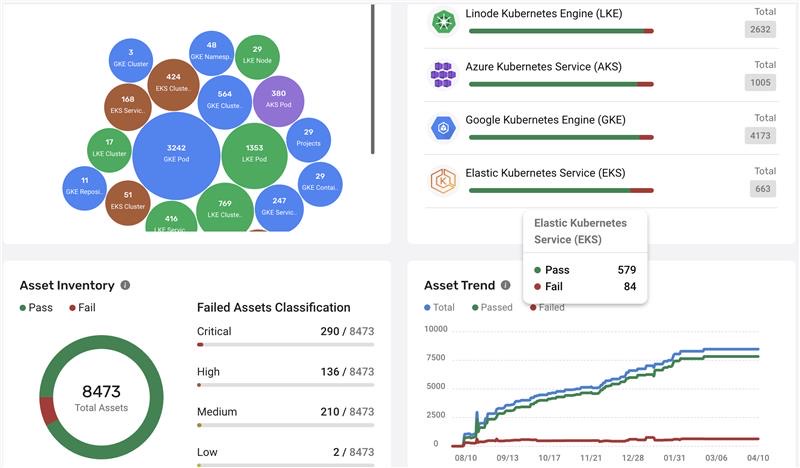 3
GKE Cluster
48
GKE Namesp..
29
LKE Node
424
EKS Cluste..
168
EKS Servic..
564
GKE Cluste..
380
AKS Pod
17
LKE Cluster
3242
GKE Pod
1353
LKE Pod
29
Projects
11
GKE Reposi..
29
GKE Contai..
51
EKS Cluste..
416
LKE Servic..
769
LKE Cluste..
247
GKE Servic..
Linode Kubernetes Engine (LKE)
Total
2632
Azure Kubernetes Service (AKS)
Total
1005
Google Kubernetes Engine (GKE)
Total
4173
Elastic Kubernetes Service (EKS)
Total
663
Elastic Kubernetes
Service (EKS)
Pass 579
Fail 84
Asset Inventory i
Pass Fail
8473
Total Assets
Failed Assets Classification
Critical 290 / 8473
High 136 / 8473
Medium 210 / 8473
Low 2 / 8473
Asset Trend i
Total Passed Failed
10000
7500
5000
2500
0
08/10 09/13 10/17 11/21 12/28 01/31 03/06 04/10